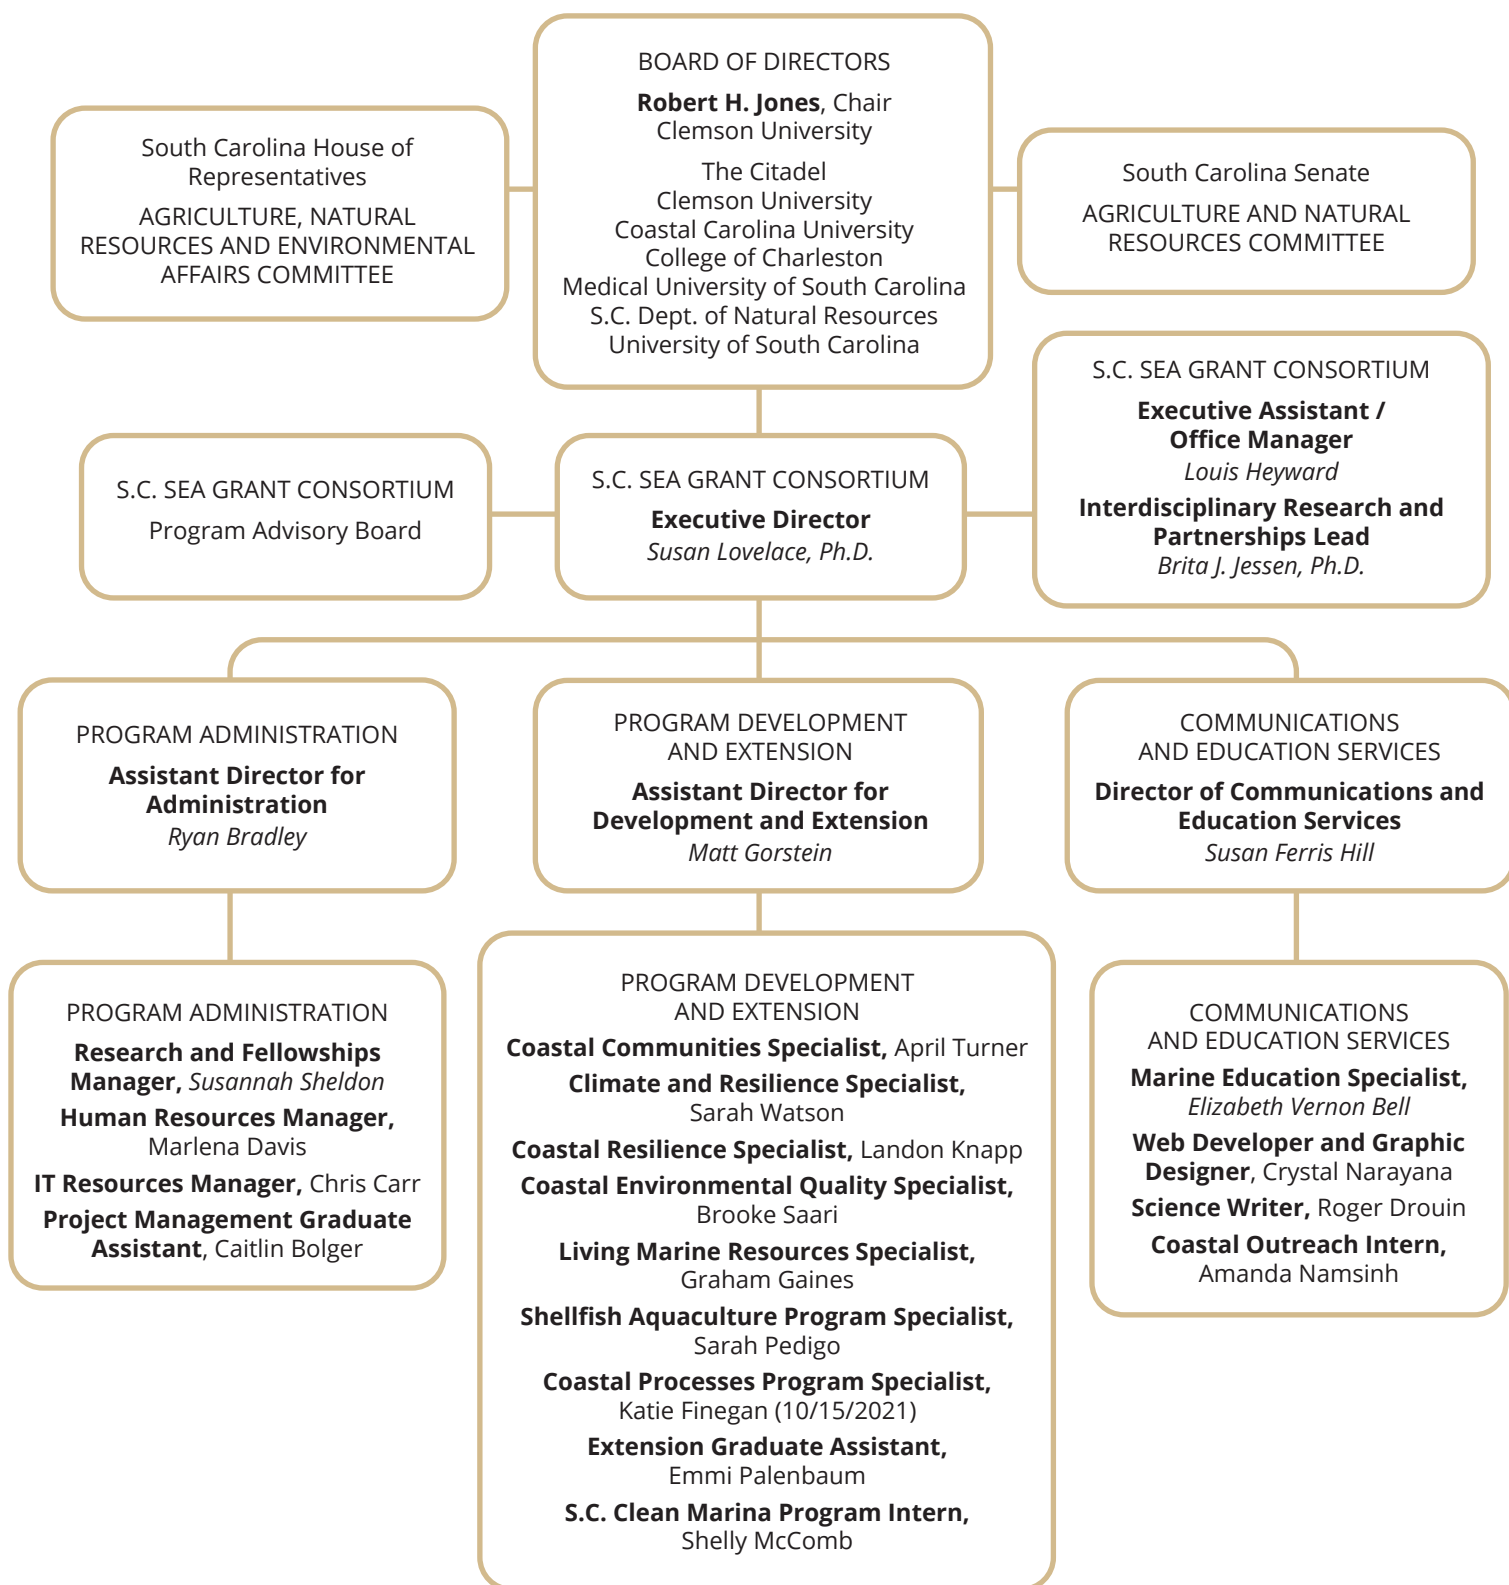 BOARD OF DIRECTORS
Robert H. Jones, Chair
Clemson University
The Citadel
Clemson University
Coastal Carolina University
College of Charleston
Medical University of South Carolina
S.C. Dept. of Natural Resources
University of South Carolina
South Carolina House of
Representatives
AGRICULTURE, NATURAL
RESOURCES AND ENVIRONMENTAL
AFFAIRS COMMITTEE
South Carolina Senate
AGRICULTURE AND NATURAL
RESOURCES COMMITTEE
S.C. SEA GRANT CONSORTIUM
Program Advisory Board
S.C. SEA GRANT CONSORTIUM
Executive Director
Susan Lovelace, Ph.D.
S.C. SEA GRANT CONSORTIUM
Executive Assistant /
Office Manager
Louis Heyward
Interdisciplinary Research and
Partnerships Lead
Brita J. Jessen, Ph.D.
PROGRAM ADMINISTRATION
Assistant Director for
Administration
Ryan Bradley
PROGRAM DEVELOPMENT
AND EXTENSION
Assistant Director for
Development and Extension
Matt Gorstein
COMMUNICATIONS
AND EDUCATION SERVICES
Director of Communications and
Education Services
Susan Ferris Hill
PROGRAM ADMINISTRATION
Research and Fellowships
Manager, Susannah Sheldon
Human Resources Manager,
Marlena Davis
IT Resources Manager, Chris Carr
Project Management Graduate
Assistant, Caitlin Bolger
PROGRAM DEVELOPMENT
AND EXTENSION
Coastal Communities Specialist, April Turner
Climate and Resilience Specialist,
Sarah Watson
Coastal Resilience Specialist, Landon Knapp
Coastal Environmental Quality Specialist,
Brooke Saari
Living Marine Resources Specialist,
Graham Gaines
Shellfish Aquaculture Program Specialist,
Sarah Pedigo
Coastal Processes Program Specialist,
Katie Finegan (10/15/2021)
Extension Graduate Assistant,
Emmi Palenbaum
S.C. Clean Marina Program Intern,
Shelly McComb
COMMUNICATIONS
AND EDUCATION SERVICES
Marine Education Specialist,
Elizabeth Vernon Bell
Web Developer and Graphic
Designer, Crystal Narayana
Science Writer, Roger Drouin
Coastal Outreach Intern,
Amanda Namsinh